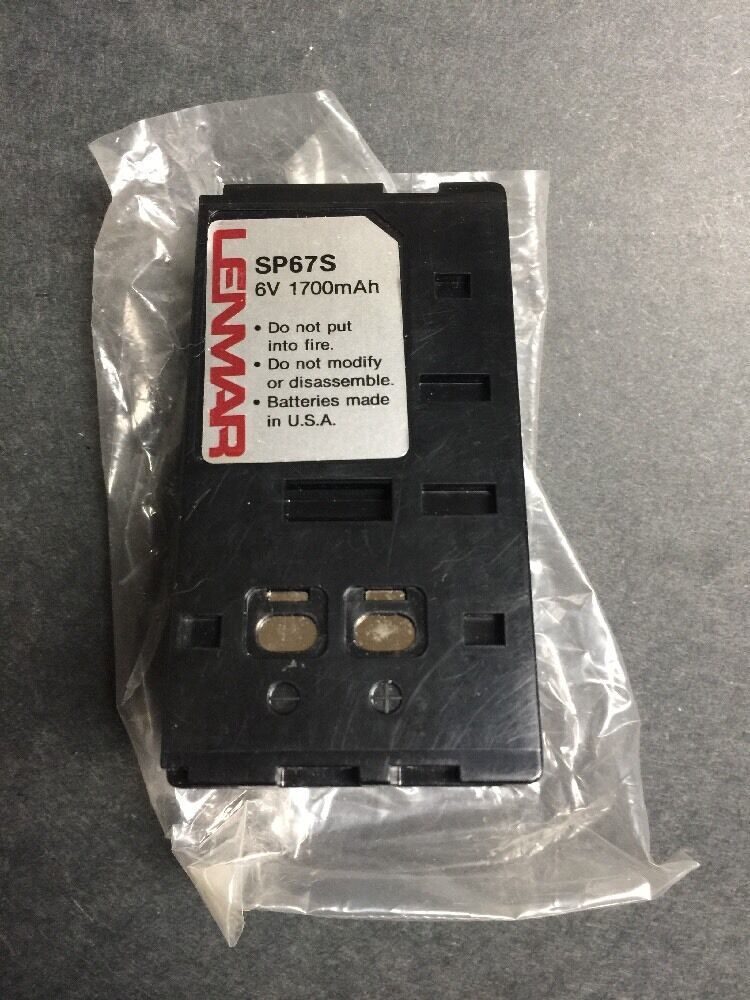 LENMAR
SP67S
6V 1700mAh
• Do not put
into fire.
• Do not modify
or disassemble.
• Batteries made
in U.S.A.
− +